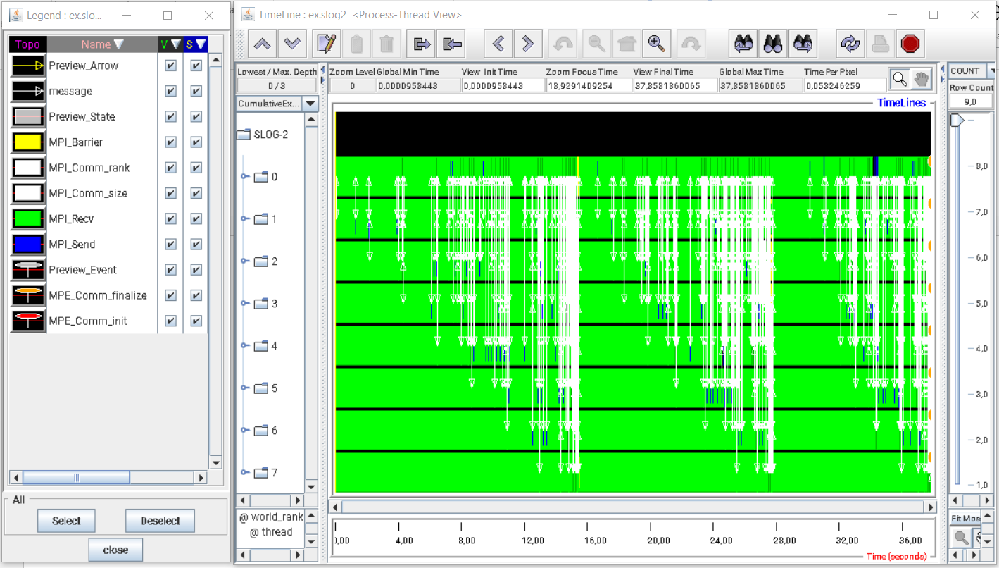 Legend : ex.slo...
Topo Name V S
Preview_Arrow
message
Preview_State
MPI_Barrier
MPI_Comm_rank
MPI_Comm_size
MPI_Recv
MPI_Send
Preview_Event
MPE_Comm_finalize
MPE_Comm_init
All
Select Deselect
close
TimeLine : ex.slog2 <Process-Thread View>
Lowest / Max. Depth Zoom Level Global Min Time View Init Time Zoom Focus Time View Final Time Global Max Time Time Per Pixel
0 / 3 0 0,0000958443 0,0000958443 18,9291409254 37,8581860065 37,8581860065 0,053246259
CumulativeEx...
TimeLines
SLOG-2
0
1
2
3
4
5
6
7
@ world_rank
@ thread
0,00 4,00 8,00 12,00 16,00 20,00 24,00 28,00 32,00 36,00
Time (seconds)
COUNT
Row Count
9,0
8,0
7,0
6,0
5,0
4,0
3,0
2,0
1,0
Fit Mos